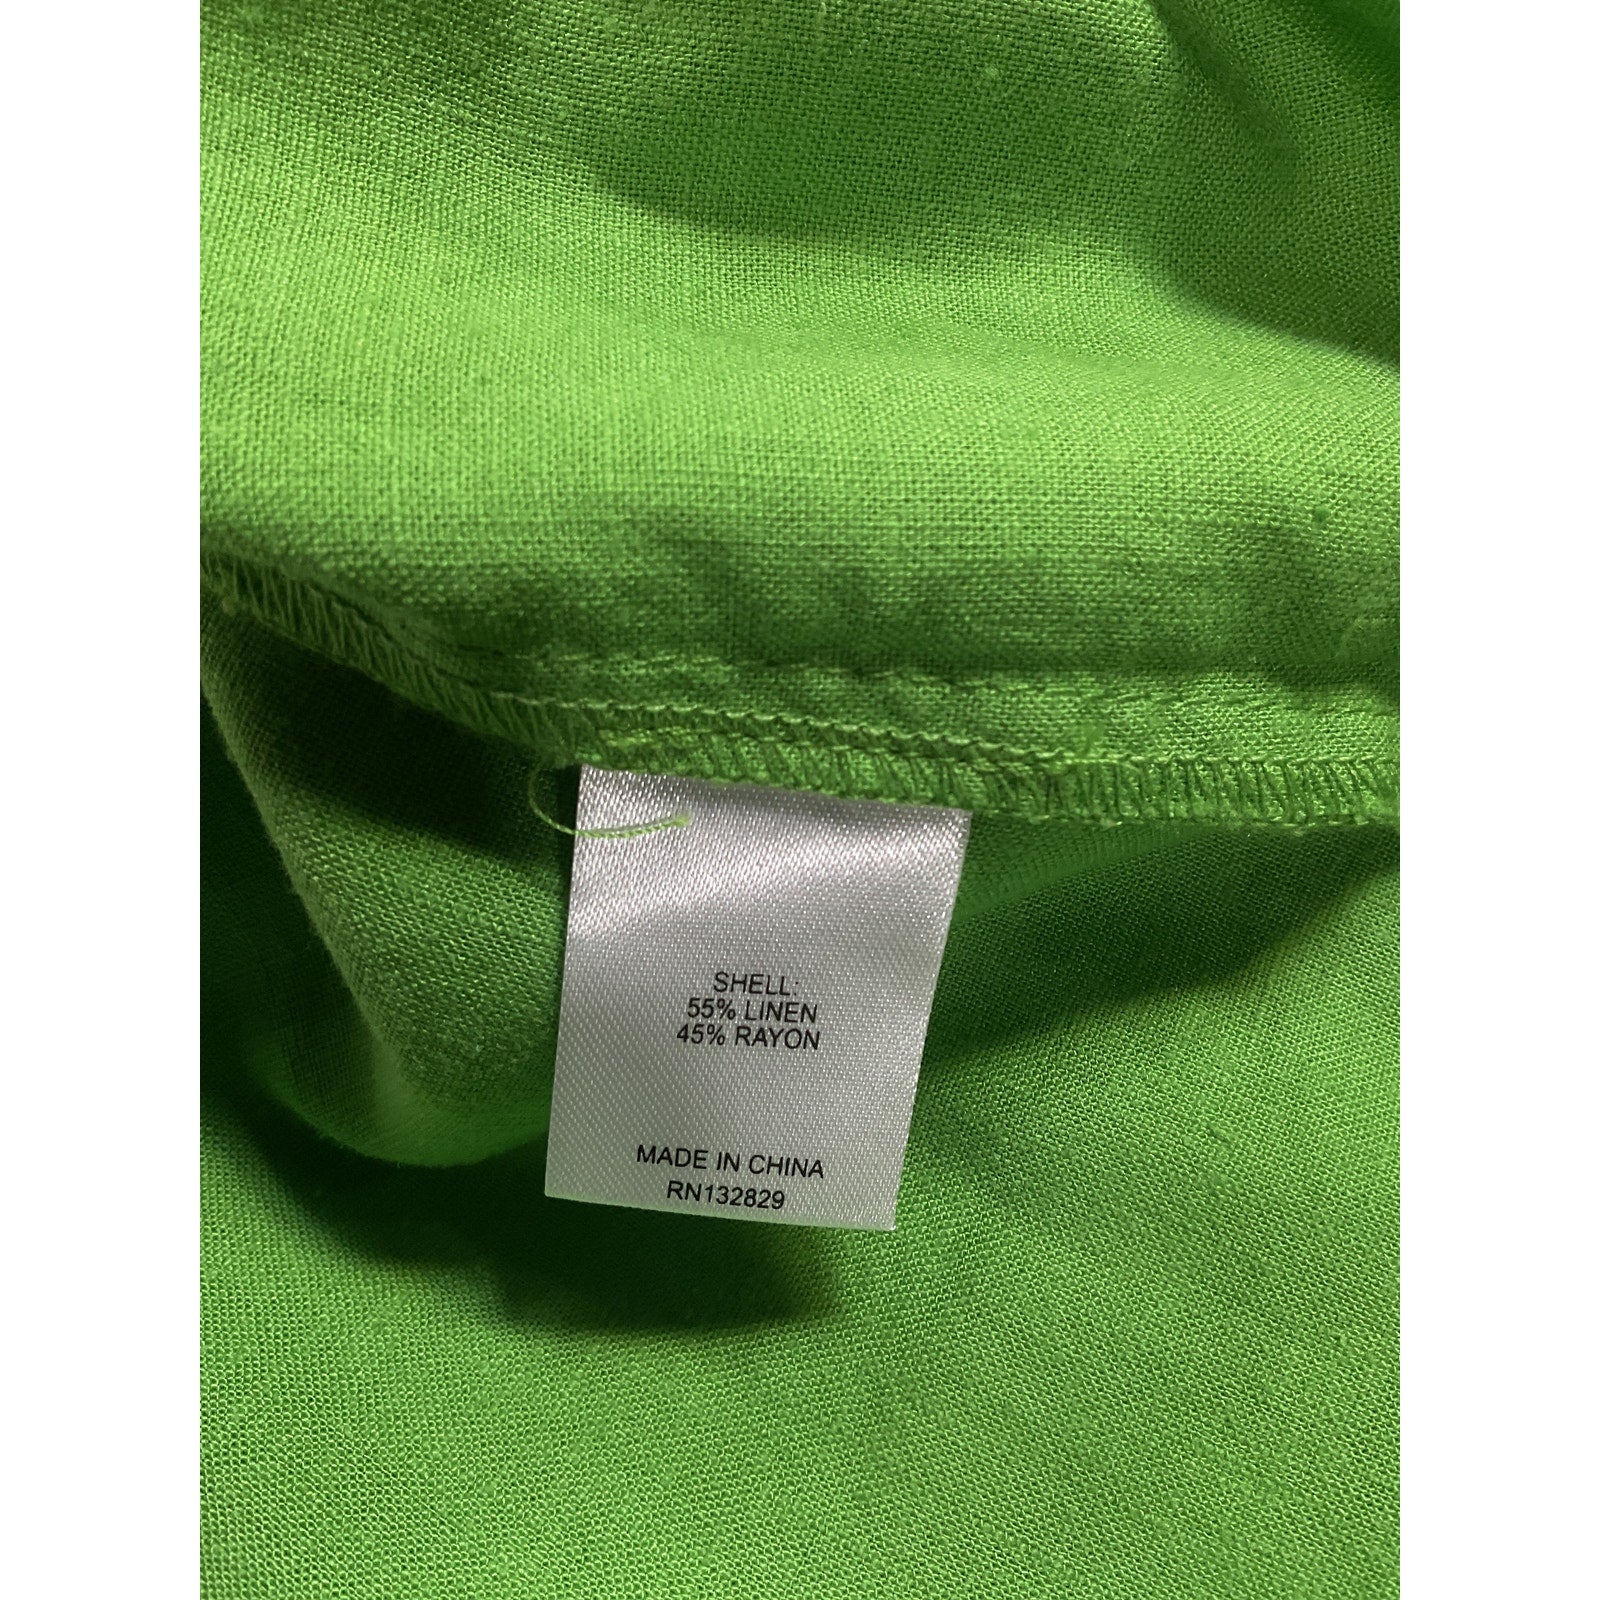 SHELL:
55% LINEN
45% RAYON
MADE IN CHINA
RN132829